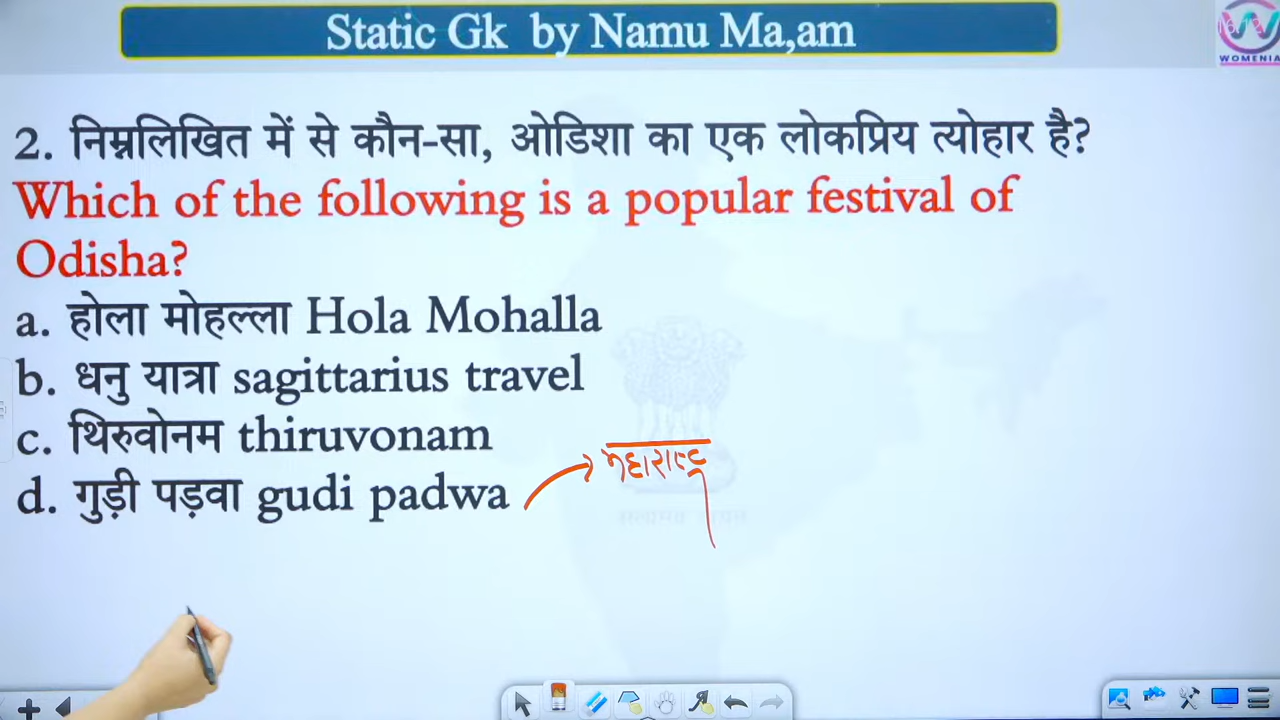 Static Gk by Namu Ma,am
WOMENIA
2. निम्नलिखित में से कौन-सा, ओडिशा का एक लोकप्रिय त्योहार है?
Which of the following is a popular festival of
Odisha?
a. होला मोहल्ला Hola Mohalla
b. धनु यात्रा sagittarius travel
c. थिरुवोनम thiruvonam
d. गुड़ी पड़वा gudi padwa
महाराष्ट्र